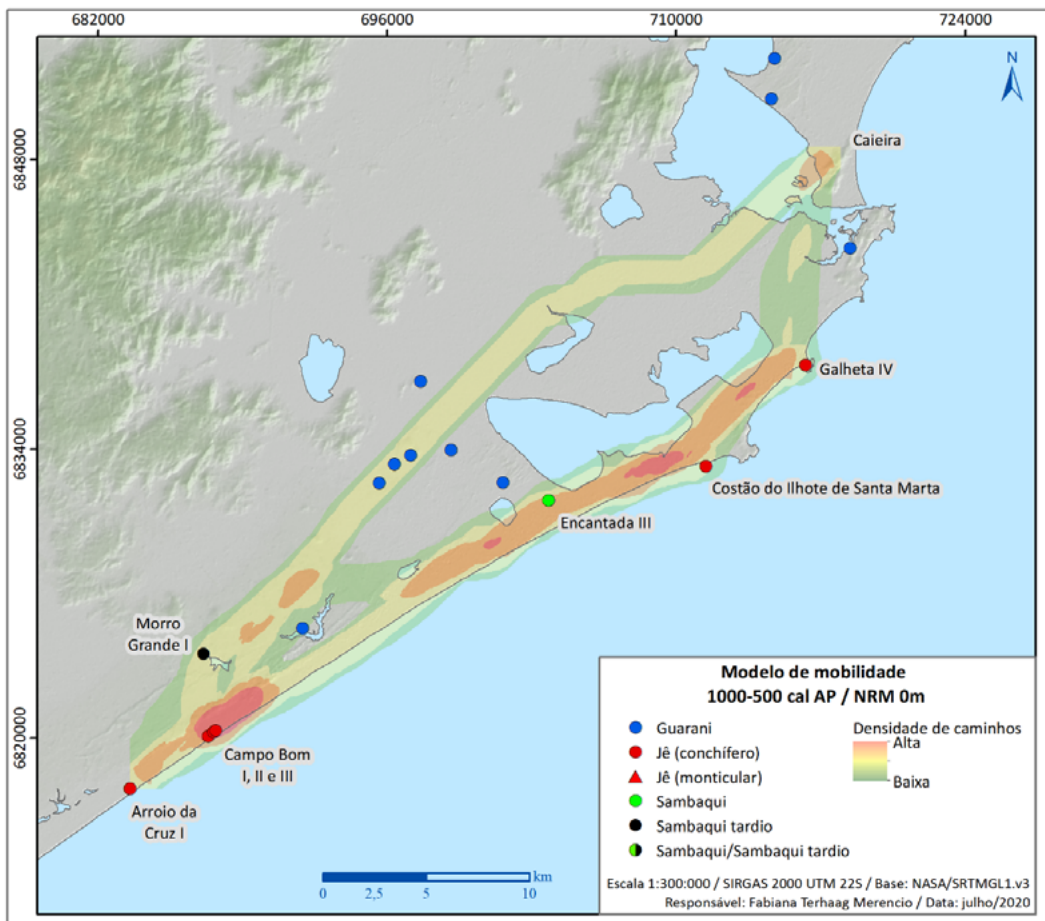 682000
696000
710000
724000
6848000
6834000
6820000
N
Caieira
Galheta IV
Costão do Ilhote de Santa Marta
Encantada III
Morro
Grande I
Campo Bom
I, II e III
Arroio da
Cruz I
km
0
2,5
5
10
Modelo de mobilidade
1000-500 cal AP / NRM 0m
Guarani
Jê (conchífero)
Jê (monticular)
Sambaqui
Sambaqui tardio
Sambaqui/Sambaqui tardio
Densidade de caminhos
Alta
Baixa
Escala 1:300:000 / SIRGAS 2000 UTM 22S / Base: NASA/SRTMGL1.v3
Responsável: Fabiana Terhaag Merencio / Data: julho/2020